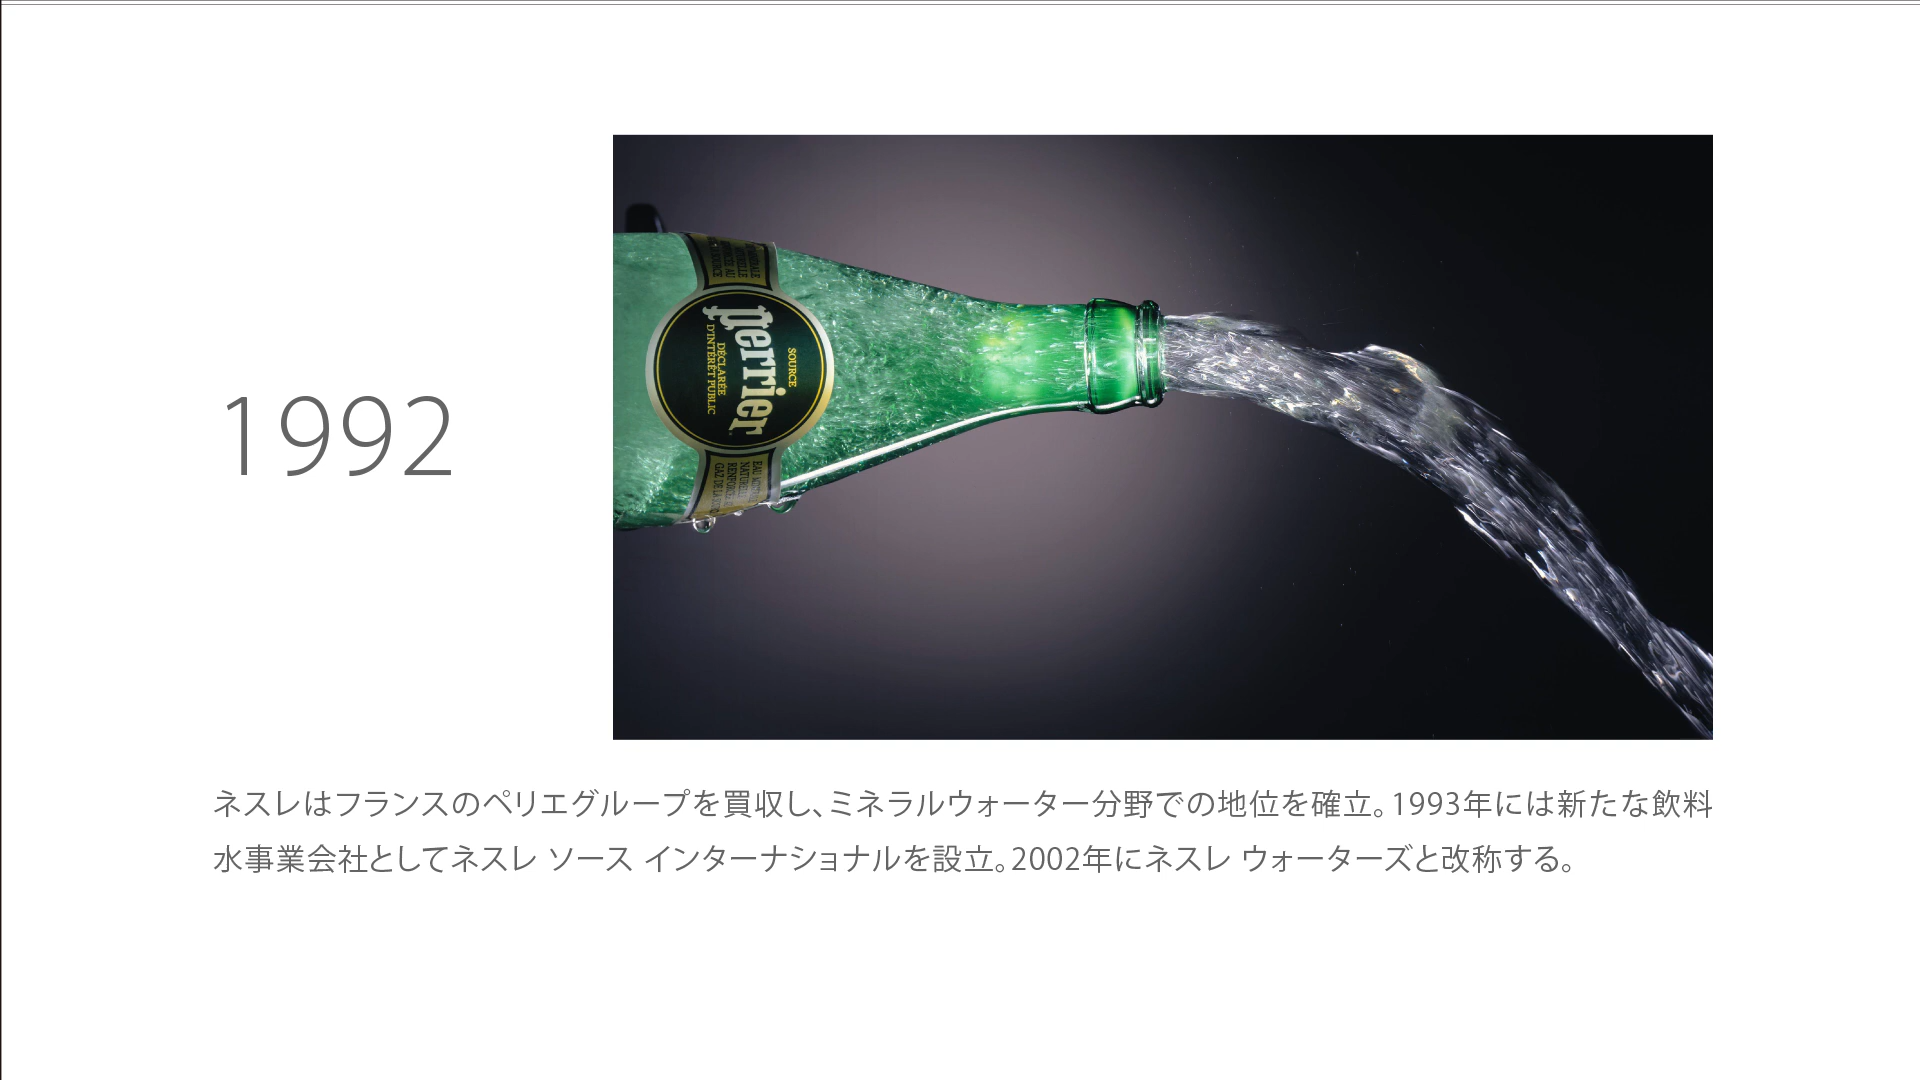 1992
SOURCE
perrier
DÉCLARÉE
D'INTÉRÊT PUBLIC
ネスレはフランスのペリエグループを買収し、ミネラルウォーター分野での地位を確立。1993年には新たな飲料
水事業会社としてネスレ ソース インターナショナルを設立。2002年にネスレ ウォーターズと改称する。